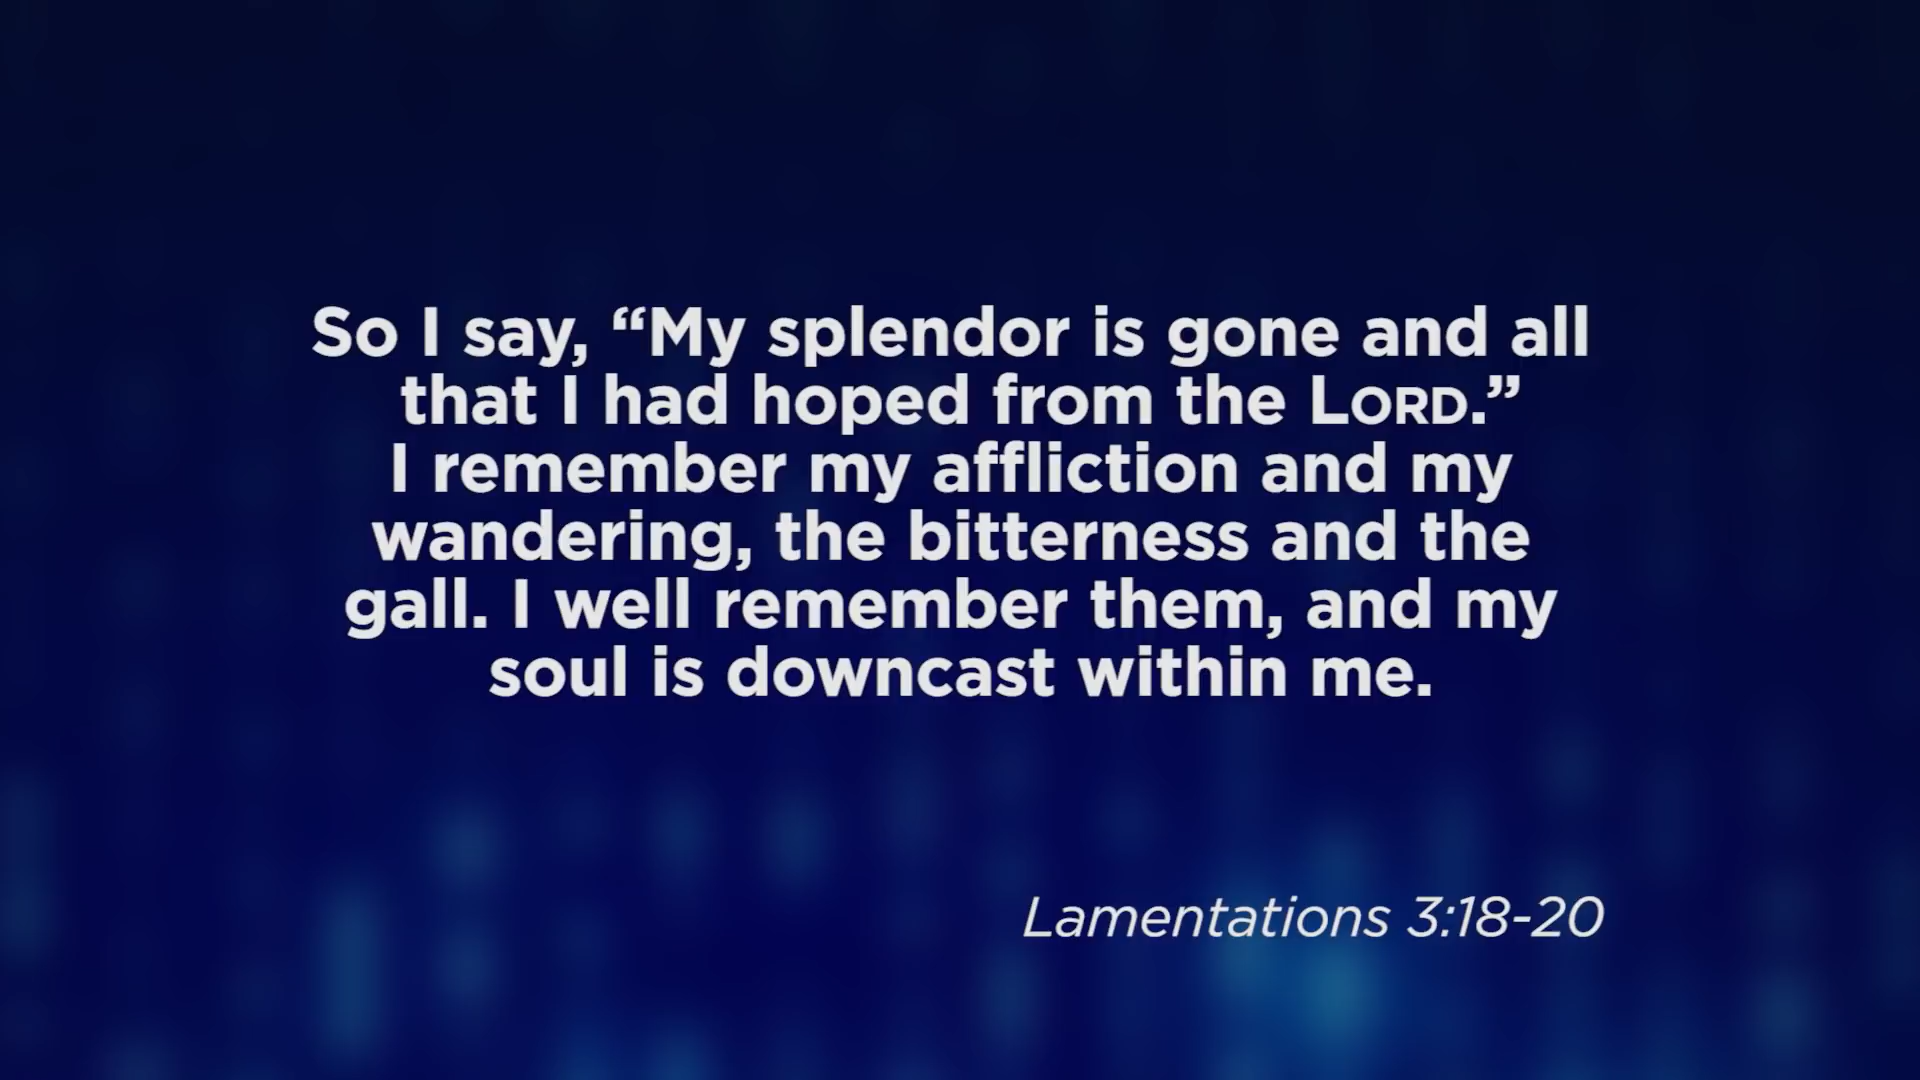 So I say, “My splendor is gone and all
that I had hoped from the LORD.”
I remember my affliction and my
wandering, the bitterness and the
gall. I well remember them, and my
soul is downcast within me.
Lamentations 3:18-20